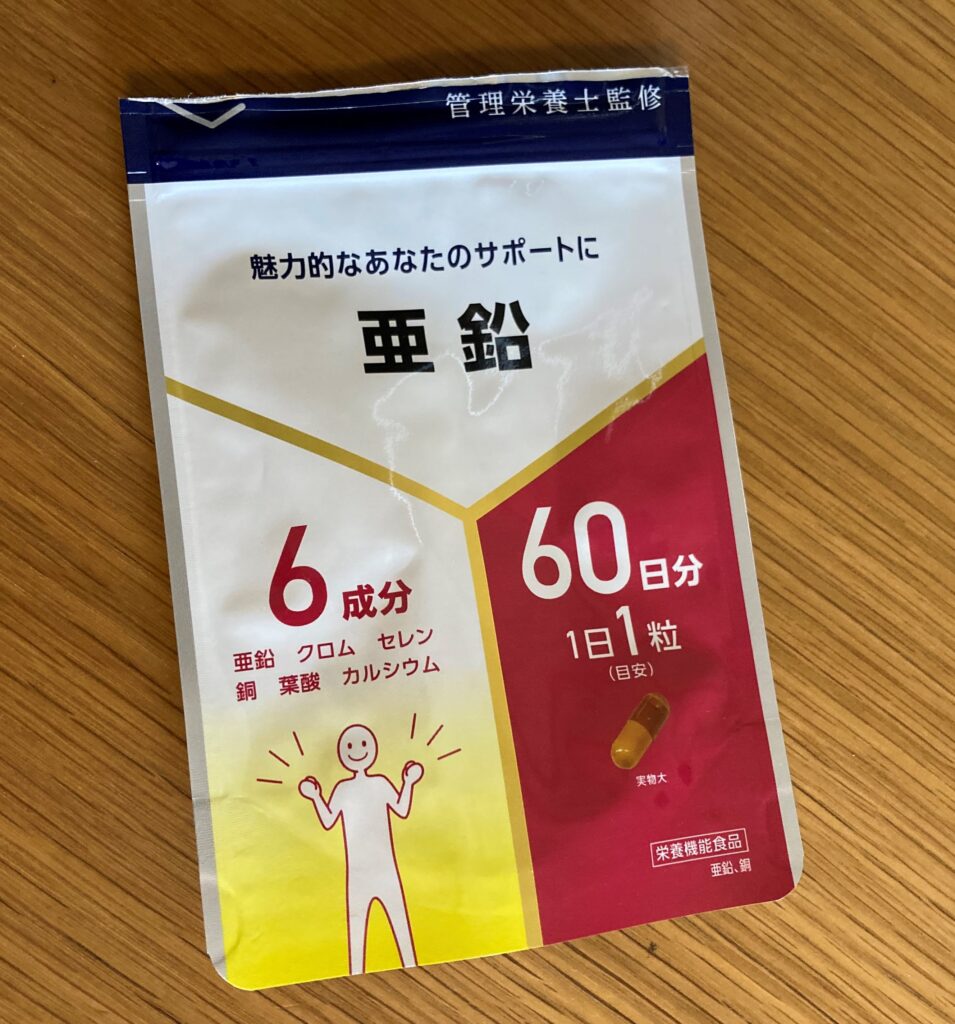 管理栄養士監修
魅力的なあなたのサポートに
亜鉛
6成分
亜鉛 クロム セレン
銅 葉酸 カルシウム
60日分
1日1粒
(目安)
実物大
栄養機能食品
亜鉛、銅